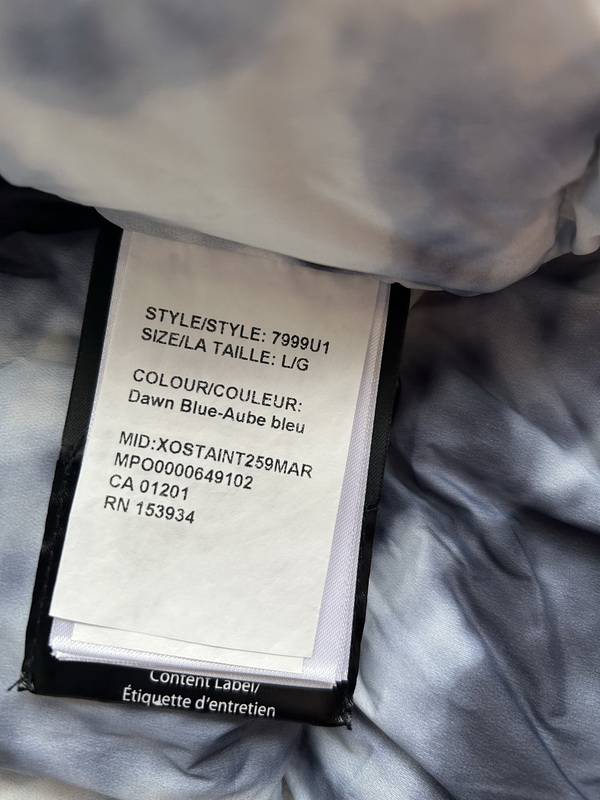 STYLE/STYLE: 7999U1
SIZE/LA TAILLE: L/G
COLOUR/COULEUR:
Dawn Blue-Aube bleu
MID:XOSTAINT259MAR
MPO0000649102
CA 01201
RN 153934
Content Label/
Étiquette d'entretien